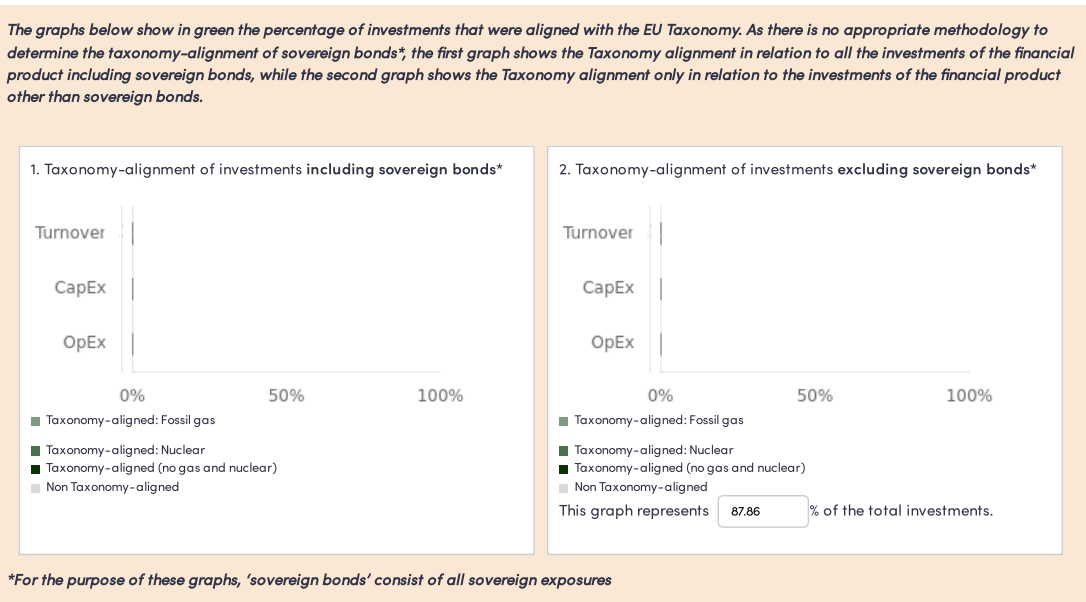 The graphs below show in green the percentage of investments that were aligned with the EU Taxonomy. As there is no appropriate methodology to
determine the taxonomy-alignment of sovereign bonds*, the first graph shows the Taxonomy alignment in relation to all the investments of the financial
product including sovereign bonds, while the second graph shows the Taxonomy alignment only in relation to the investments of the financial product
other than sovereign bonds.
1. Taxonomy-alignment of investments including sovereign bonds*
Turnover
CapEx
OpEx
0% 50% 100%
Taxonomy-aligned: Fossil gas
Taxonomy-aligned: Nuclear
Taxonomy-aligned (no gas and nuclear)
Non Taxonomy-aligned
2. Taxonomy-alignment of investments excluding sovereign bonds*
Turnover
CapEx
OpEx
0% 50% 100%
Taxonomy-aligned: Fossil gas
Taxonomy-aligned: Nuclear
Taxonomy-aligned (no gas and nuclear)
Non Taxonomy-aligned
This graph represents 87.86 % of the total investments.
*For the purpose of these graphs, ‘sovereign bonds’ consist of all sovereign exposures